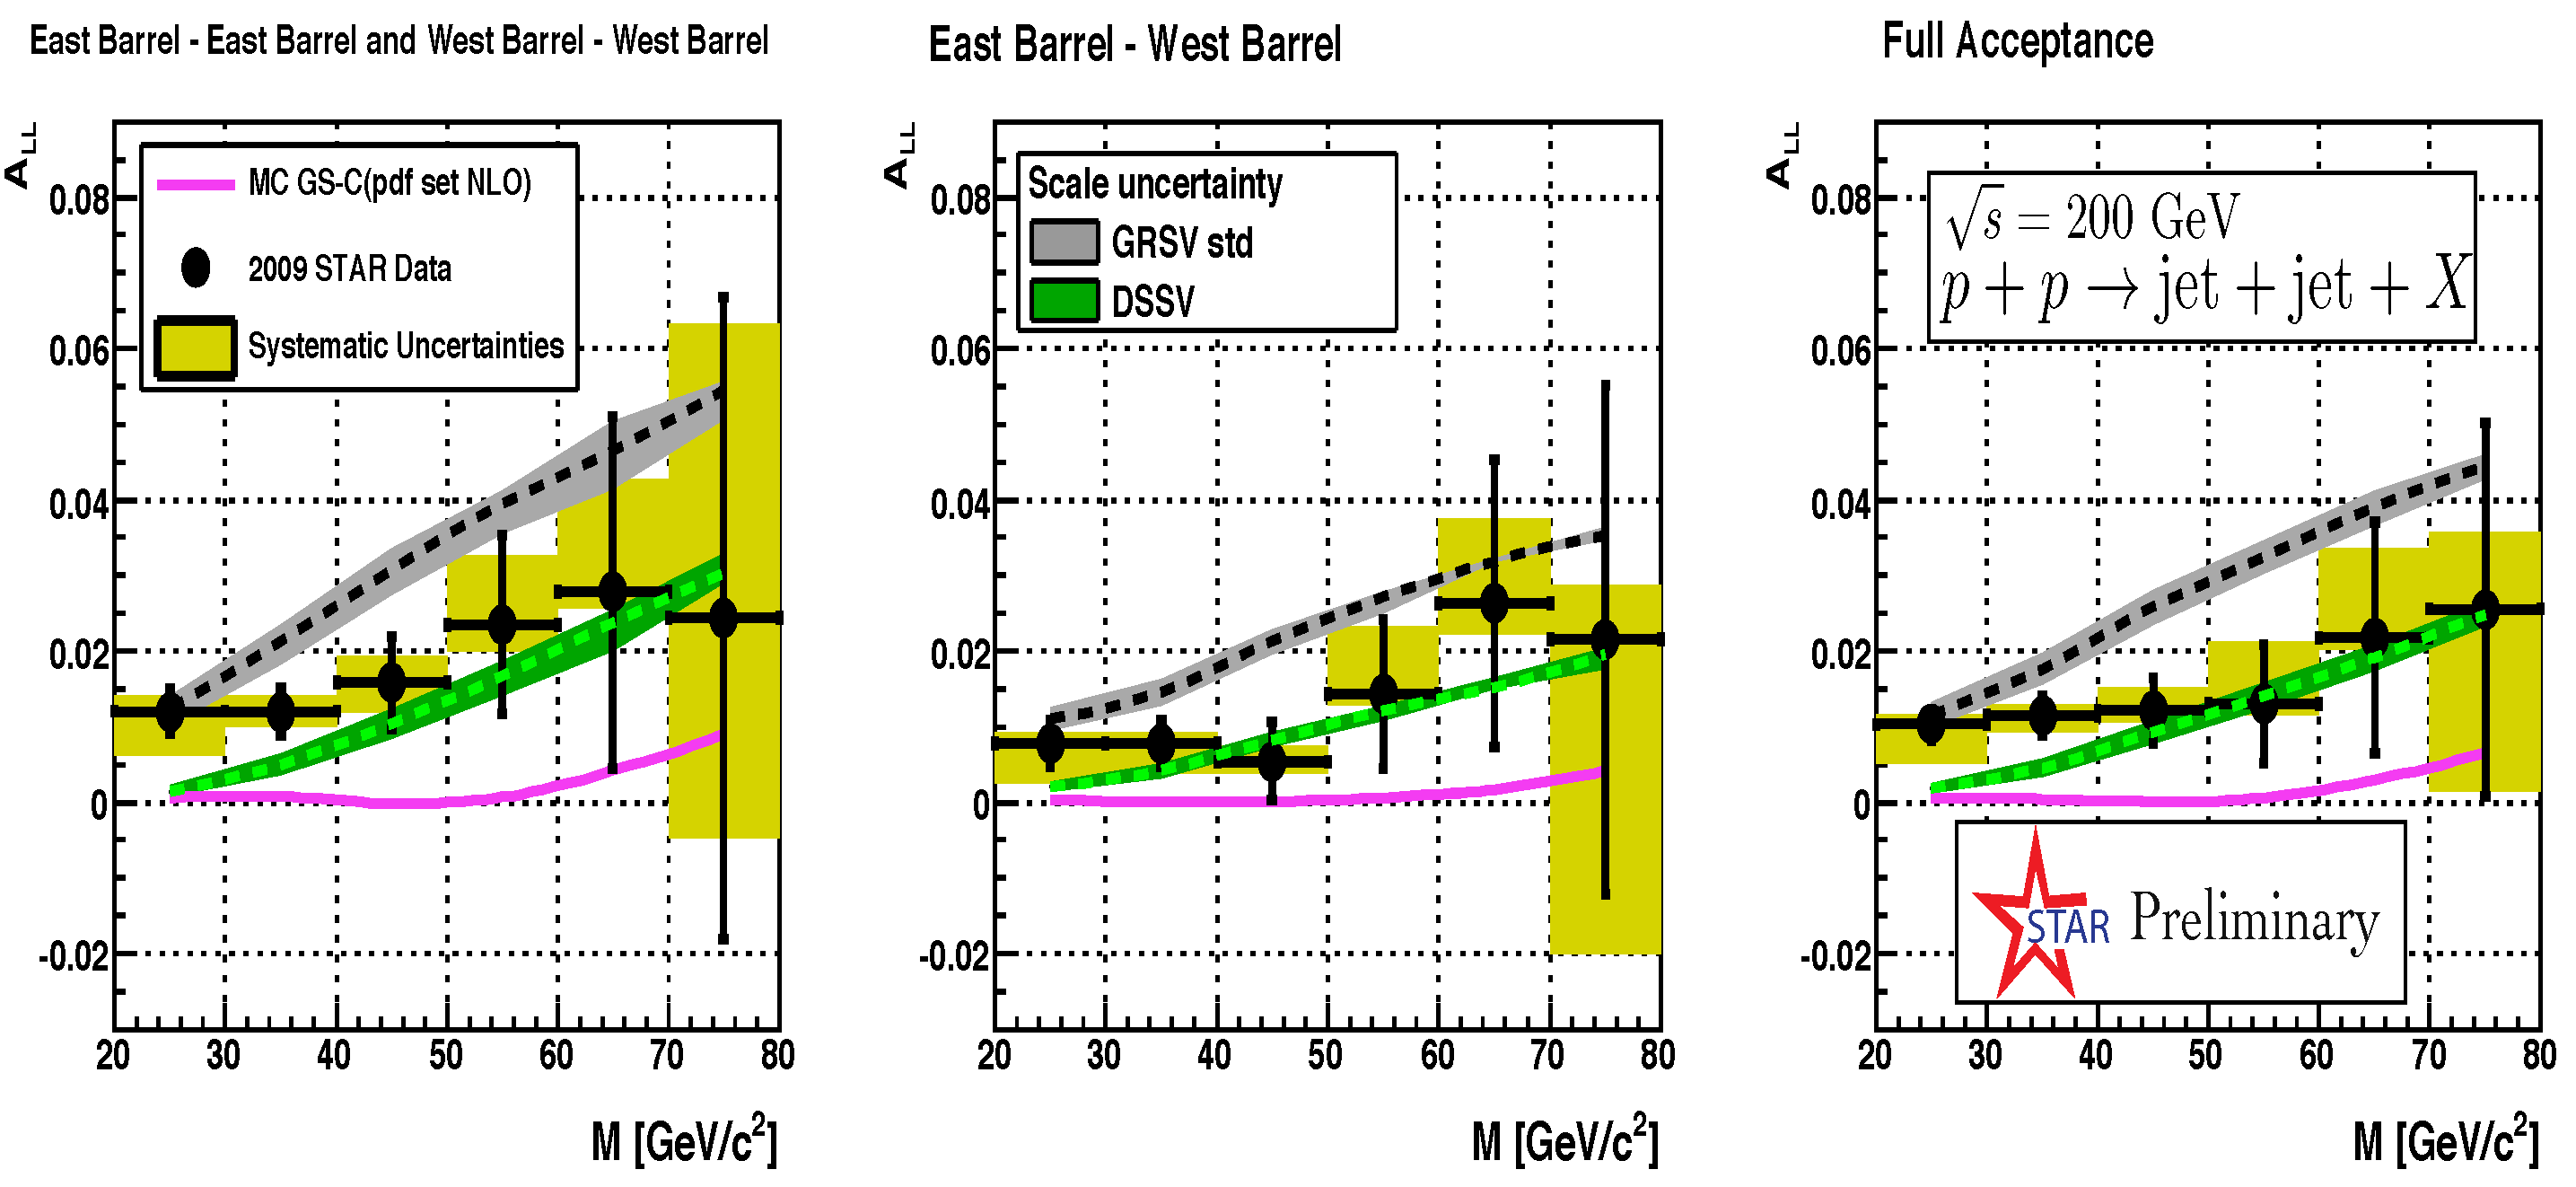 East Barrel - East Barrel and West Barrel - West Barrel
A_LL
0.08
0.06
0.04
0.02
0
-0.02
MC GS-C(pdf set NLO)
2009 STAR Data
Systematic Uncertainties
20 30 40 50 60 70 80
M [GeV/c²]
East Barrel - West Barrel
A_LL
0.08
0.06
0.04
0.02
0
-0.02
Scale uncertainty
GRSV std
DSSV
20 30 40 50 60 70 80
M [GeV/c²]
Full Acceptance
A_LL
0.08
0.06
0.04
0.02
0
-0.02
√s = 200 GeV
p + p → jet + jet + X
STAR Preliminary
20 30 40 50 60 70 80
M [GeV/c²]